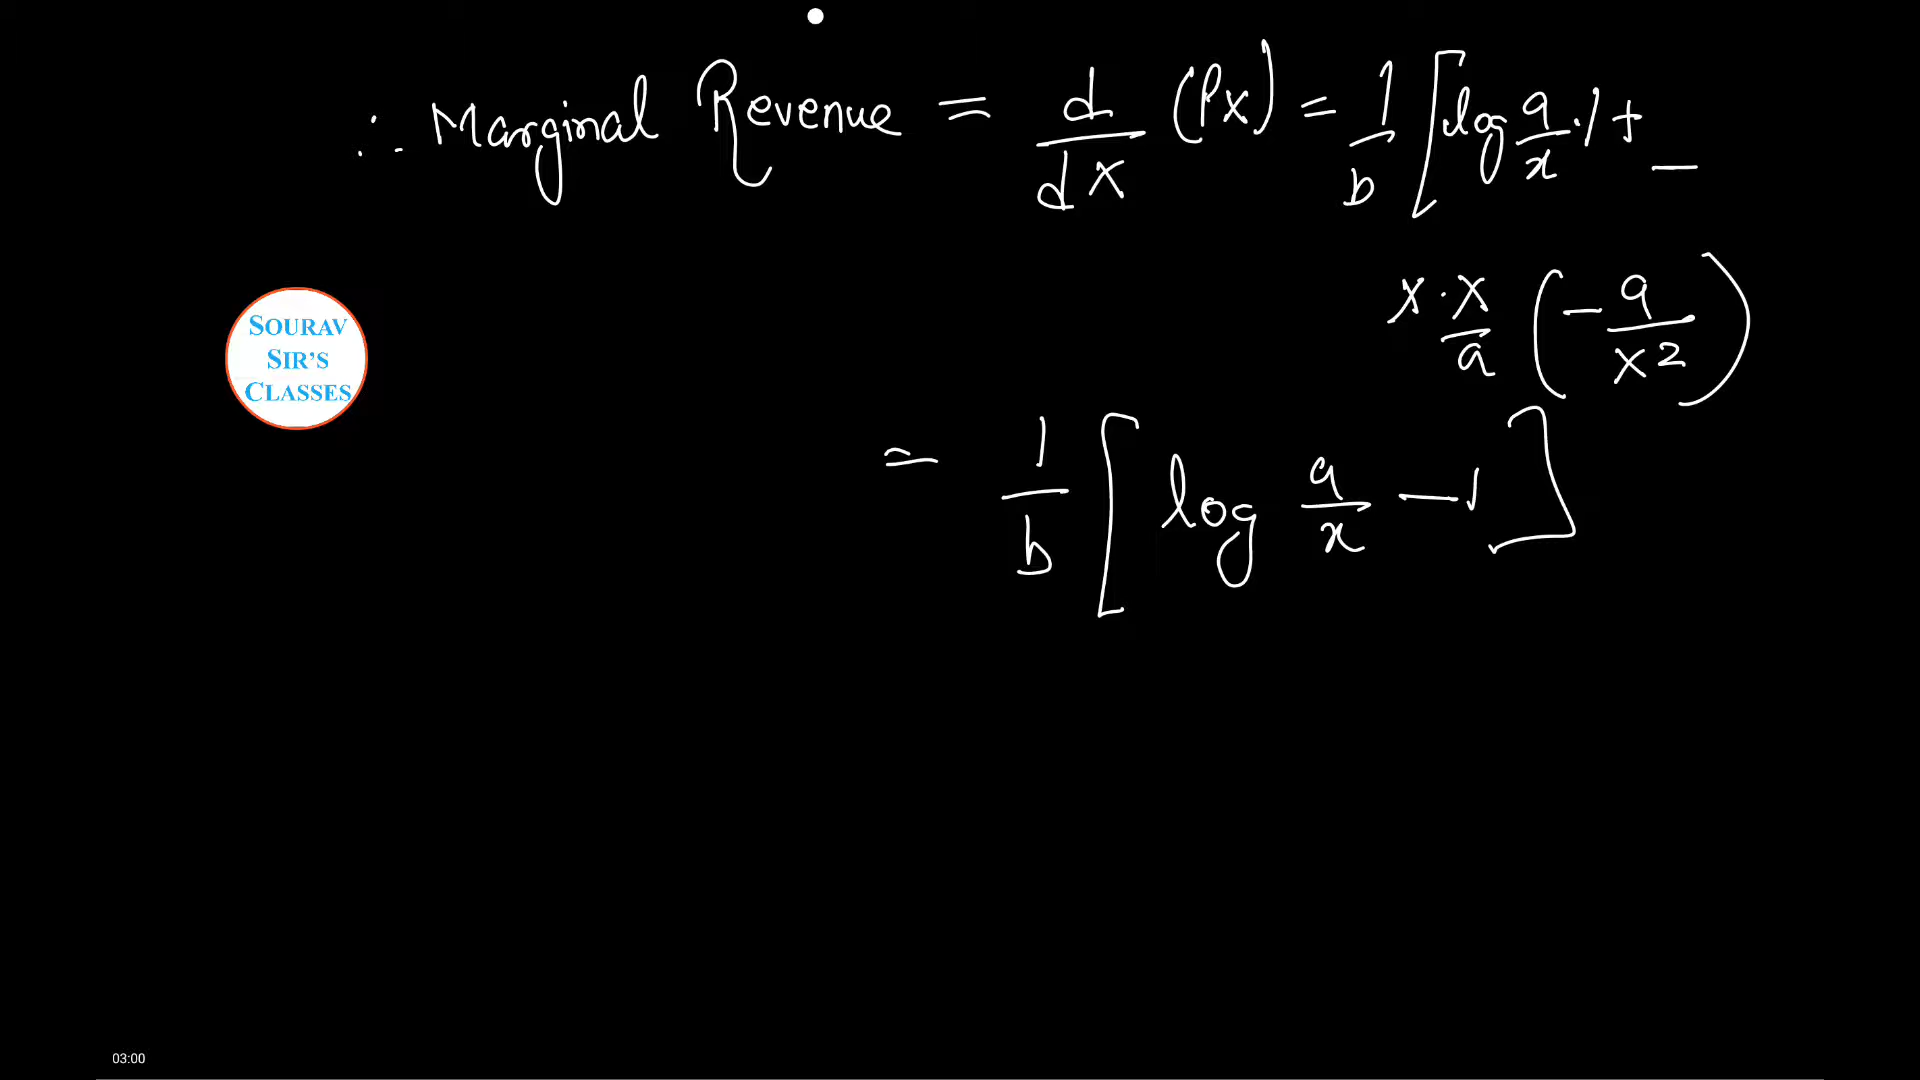 ∴ Marginal Revenue = d/dx (Px) = 1/b [log a/x · 1 + _
x · x/a (- a/x²)
SOURAV
SIR'S
CLASSES
= 1/b [log a/x - 1]
03:00